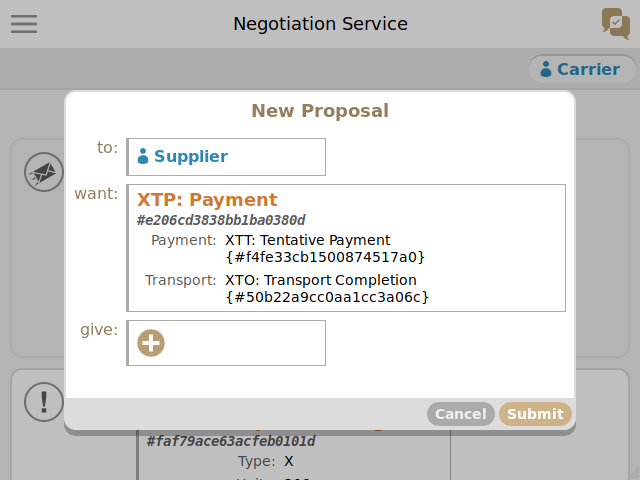 Negotiation Service
Carrier
New Proposal
to: Supplier
want: XTP: Payment
#e206cd3838bb1ba0380d
Payment: XTT: Tentative Payment
{#f4fe33cb1500874517a0}
Transport: XTO: Transport Completion
{#50b22a9cc0aa1cc3a06c}
give:
Cancel Submit
#faf79ace63acfeb0101d
Type: X